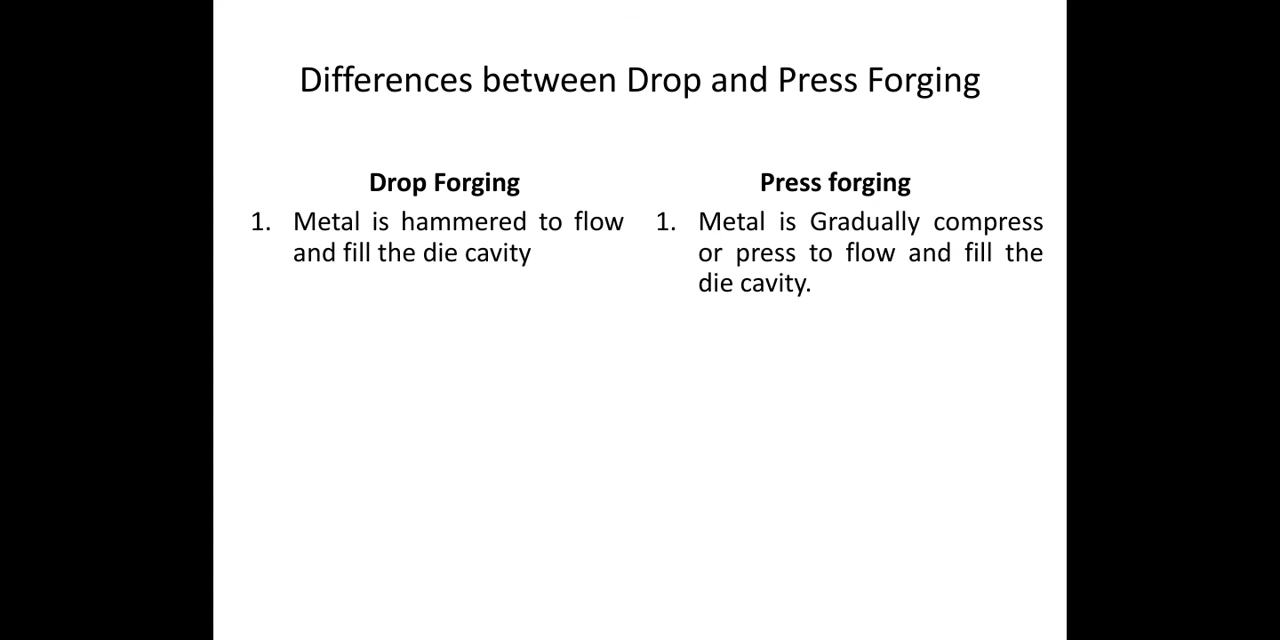 Differences between Drop and Press Forging
Drop Forging
1. Metal is hammered to flow
and fill the die cavity
Press forging
1. Metal is Gradually compress
or press to flow and fill the
die cavity.